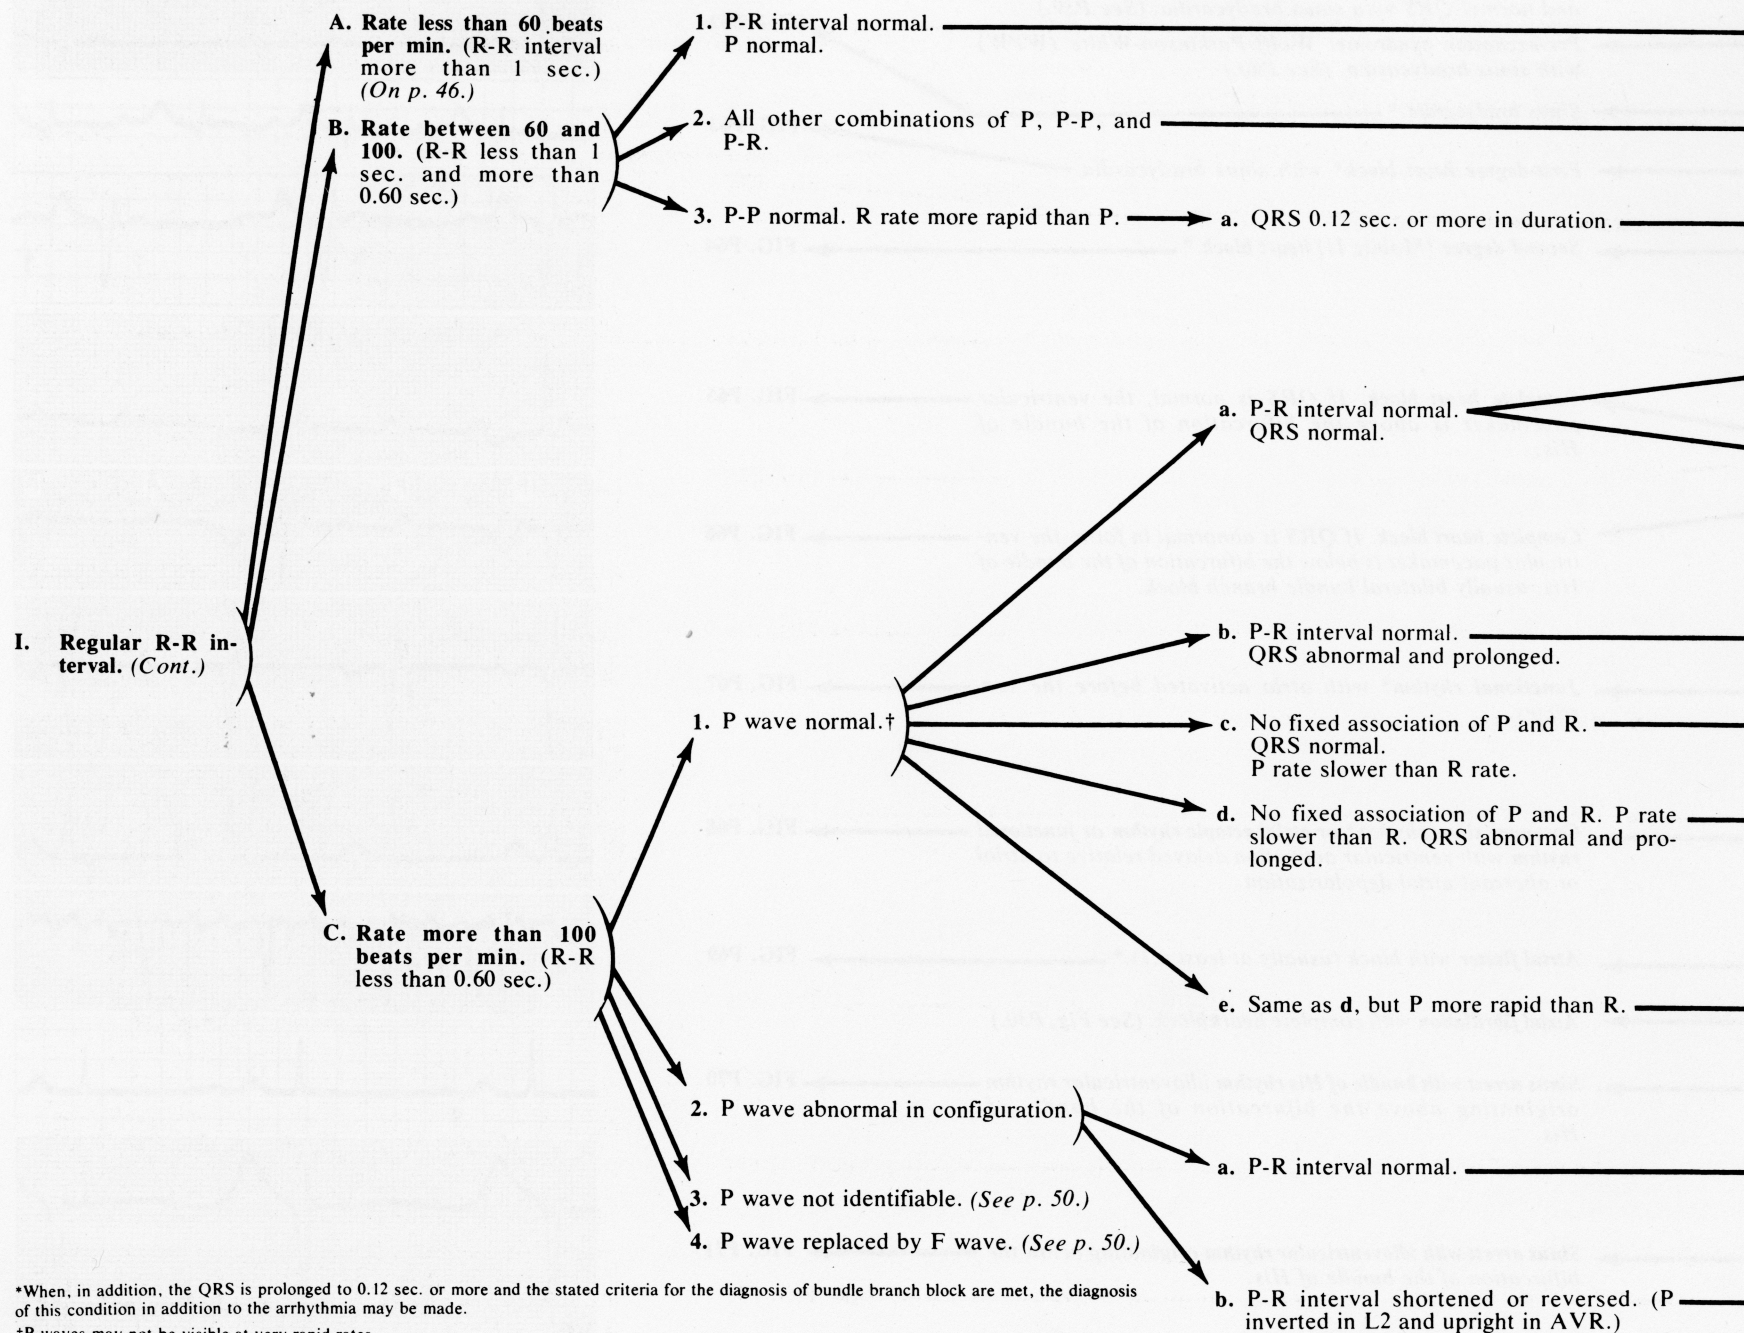 A. Rate less than 60 beats
per min. (R-R interval
more than 1 sec.)
(On p. 46.)
B. Rate between 60 and
100. (R-R less than 1
sec. and more than
0.60 sec.)
1. P-R interval normal.
P normal.
2. All other combinations of P, P-P, and
P-R.
3. P-P normal. R rate more rapid than P.
a. QRS 0.12 sec. or more in duration.
I. Regular R-R in-
terval. (Cont.)
C. Rate more than 100
beats per min. (R-R
less than 0.60 sec.)
1. P wave normal.†
a. P-R interval normal.
QRS normal.
b. P-R interval normal.
QRS abnormal and prolonged.
c. No fixed association of P and R.
QRS normal.
P rate slower than R rate.
d. No fixed association of P and R. P rate
slower than R. QRS abnormal and pro-
longed.
e. Same as d, but P more rapid than R.
2. P wave abnormal in configuration.
a. P-R interval normal.
b. P-R interval shortened or reversed. (P
inverted in L2 and upright in AVR.)
3. P wave not identifiable. (See p. 50.)
4. P wave replaced by F wave. (See p. 50.)
*When, in addition, the QRS is prolonged to 0.12 sec. or more and the stated criteria for the diagnosis of bundle branch block are met, the diagnosis
of this condition in addition to the arrhythmia may be made.
†P waves may not be visible at very rapid rates